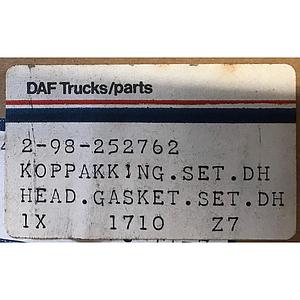 DAF Trucks/parts
2-98-252762
KOPPAKKING.SET.DH
HEAD.GASKET.SET.DH
1X 1710 Z7